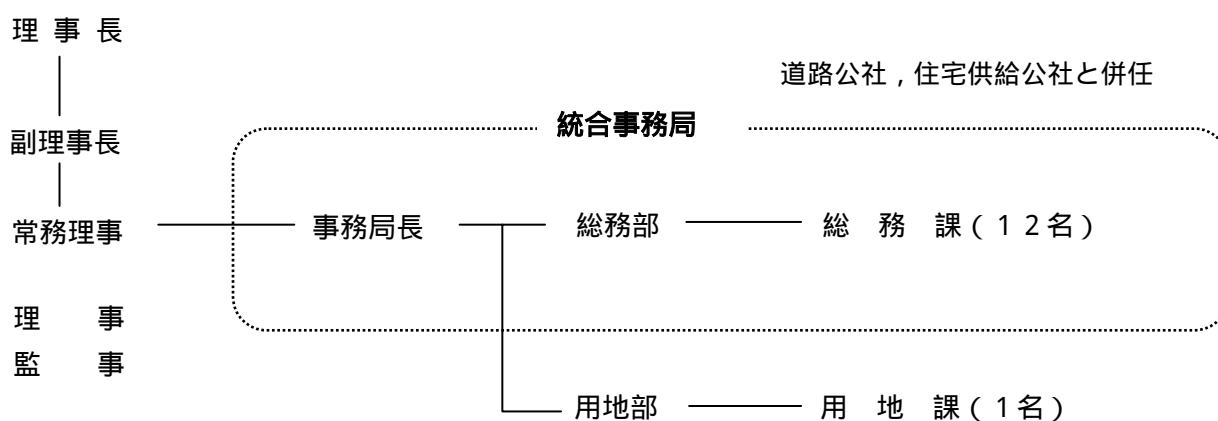 理 事 長
道路公社，住宅供給公社と併任
統合事務局
副理事長
常務理事
事務局長
総務部
総 務 課（１２名）
理 事
監 事
用地部
用 地 課（１名）